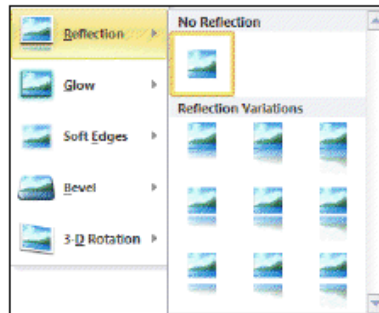 Reflection
Glow
Soft Edges
Bevel
3-D Rotation
No Reflection
Reflection Variations